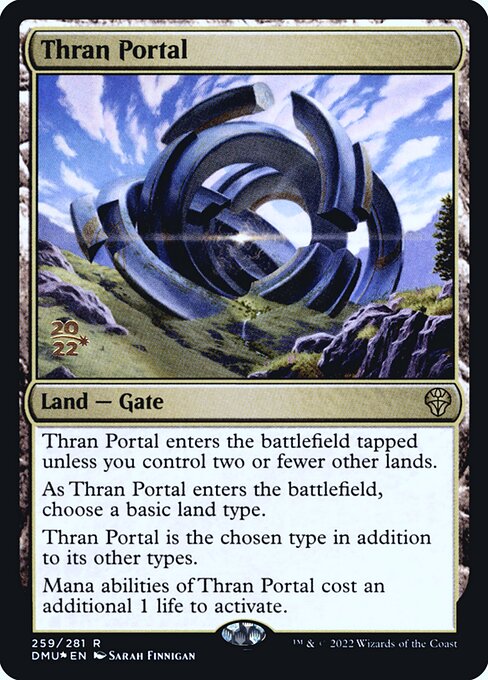 Thran Portal
20
22
Land — Gate
Thran Portal enters the battlefield tapped
unless you control two or fewer other lands.
As Thran Portal enters the battlefield,
choose a basic land type.
Thran Portal is the chosen type in addition
to its other types.
Mana abilities of Thran Portal cost an
additional 1 life to activate.
259/281 R
DMU★EN Sarah Finnigan
™ & © 2022 Wizards of the Coast